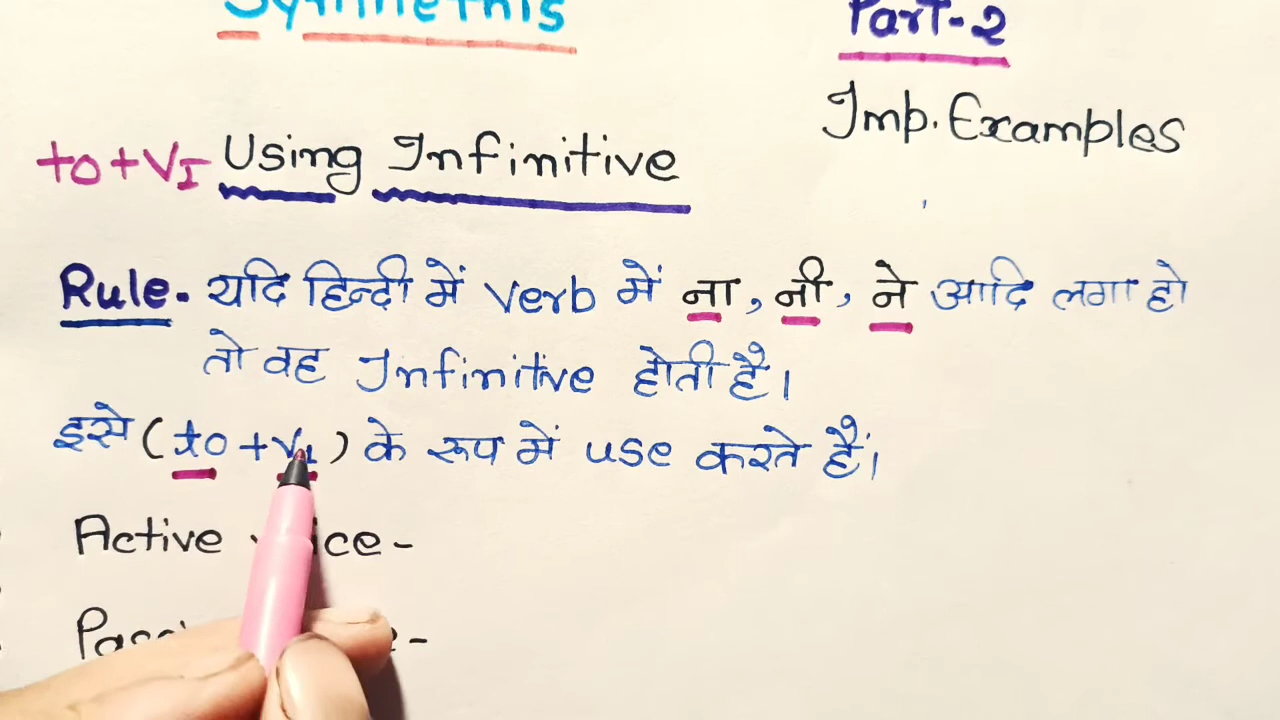 Part-2
Imp. Examples
to+V1 Using Infinitive
Rule. यदि हिन्दी में verb में ना, नी, ने आदि लगा हो
तो वह Infinitive होती है।
इसे (to+V1) के रूप में use करते हैं।
Active -